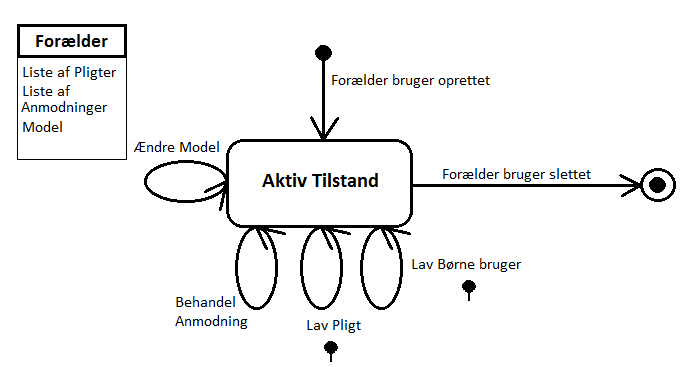 Forælder
Liste af Pligter
Liste af
Anmodninger
Model
Forælder bruger oprettet
Ændre Model
Aktiv Tilstand
Forælder bruger slettet
Lav Børne bruger
Behandel
Anmodning
Lav Pligt